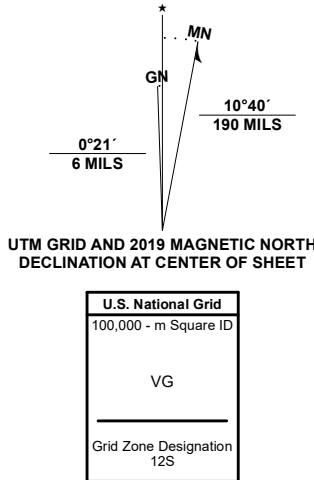 MN
GN
10°40´
190 MILS
0°21´
6 MILS
UTM GRID AND 2019 MAGNETIC NORTH
DECLINATION AT CENTER OF SHEET
U.S. National Grid
100,000 - m Square ID
VG
Grid Zone Designation
12S